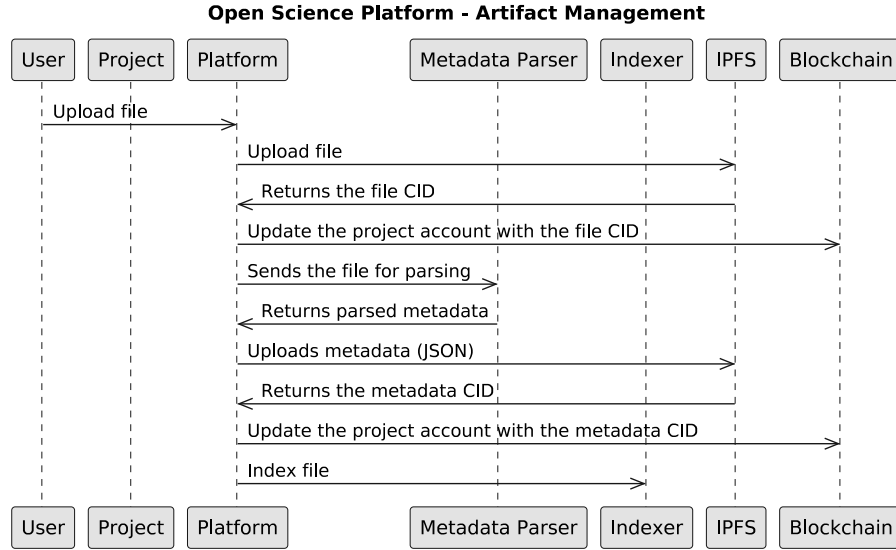 Open Science Platform - Artifact Management
User Project Platform Metadata Parser Indexer IPFS Blockchain
Upload file
Upload file
Returns the file CID
Update the project account with the file CID
Sends the file for parsing
Returns parsed metadata
Uploads metadata (JSON)
Returns the metadata CID
Update the project account with the metadata CID
Index file
User Project Platform Metadata Parser Indexer IPFS Blockchain